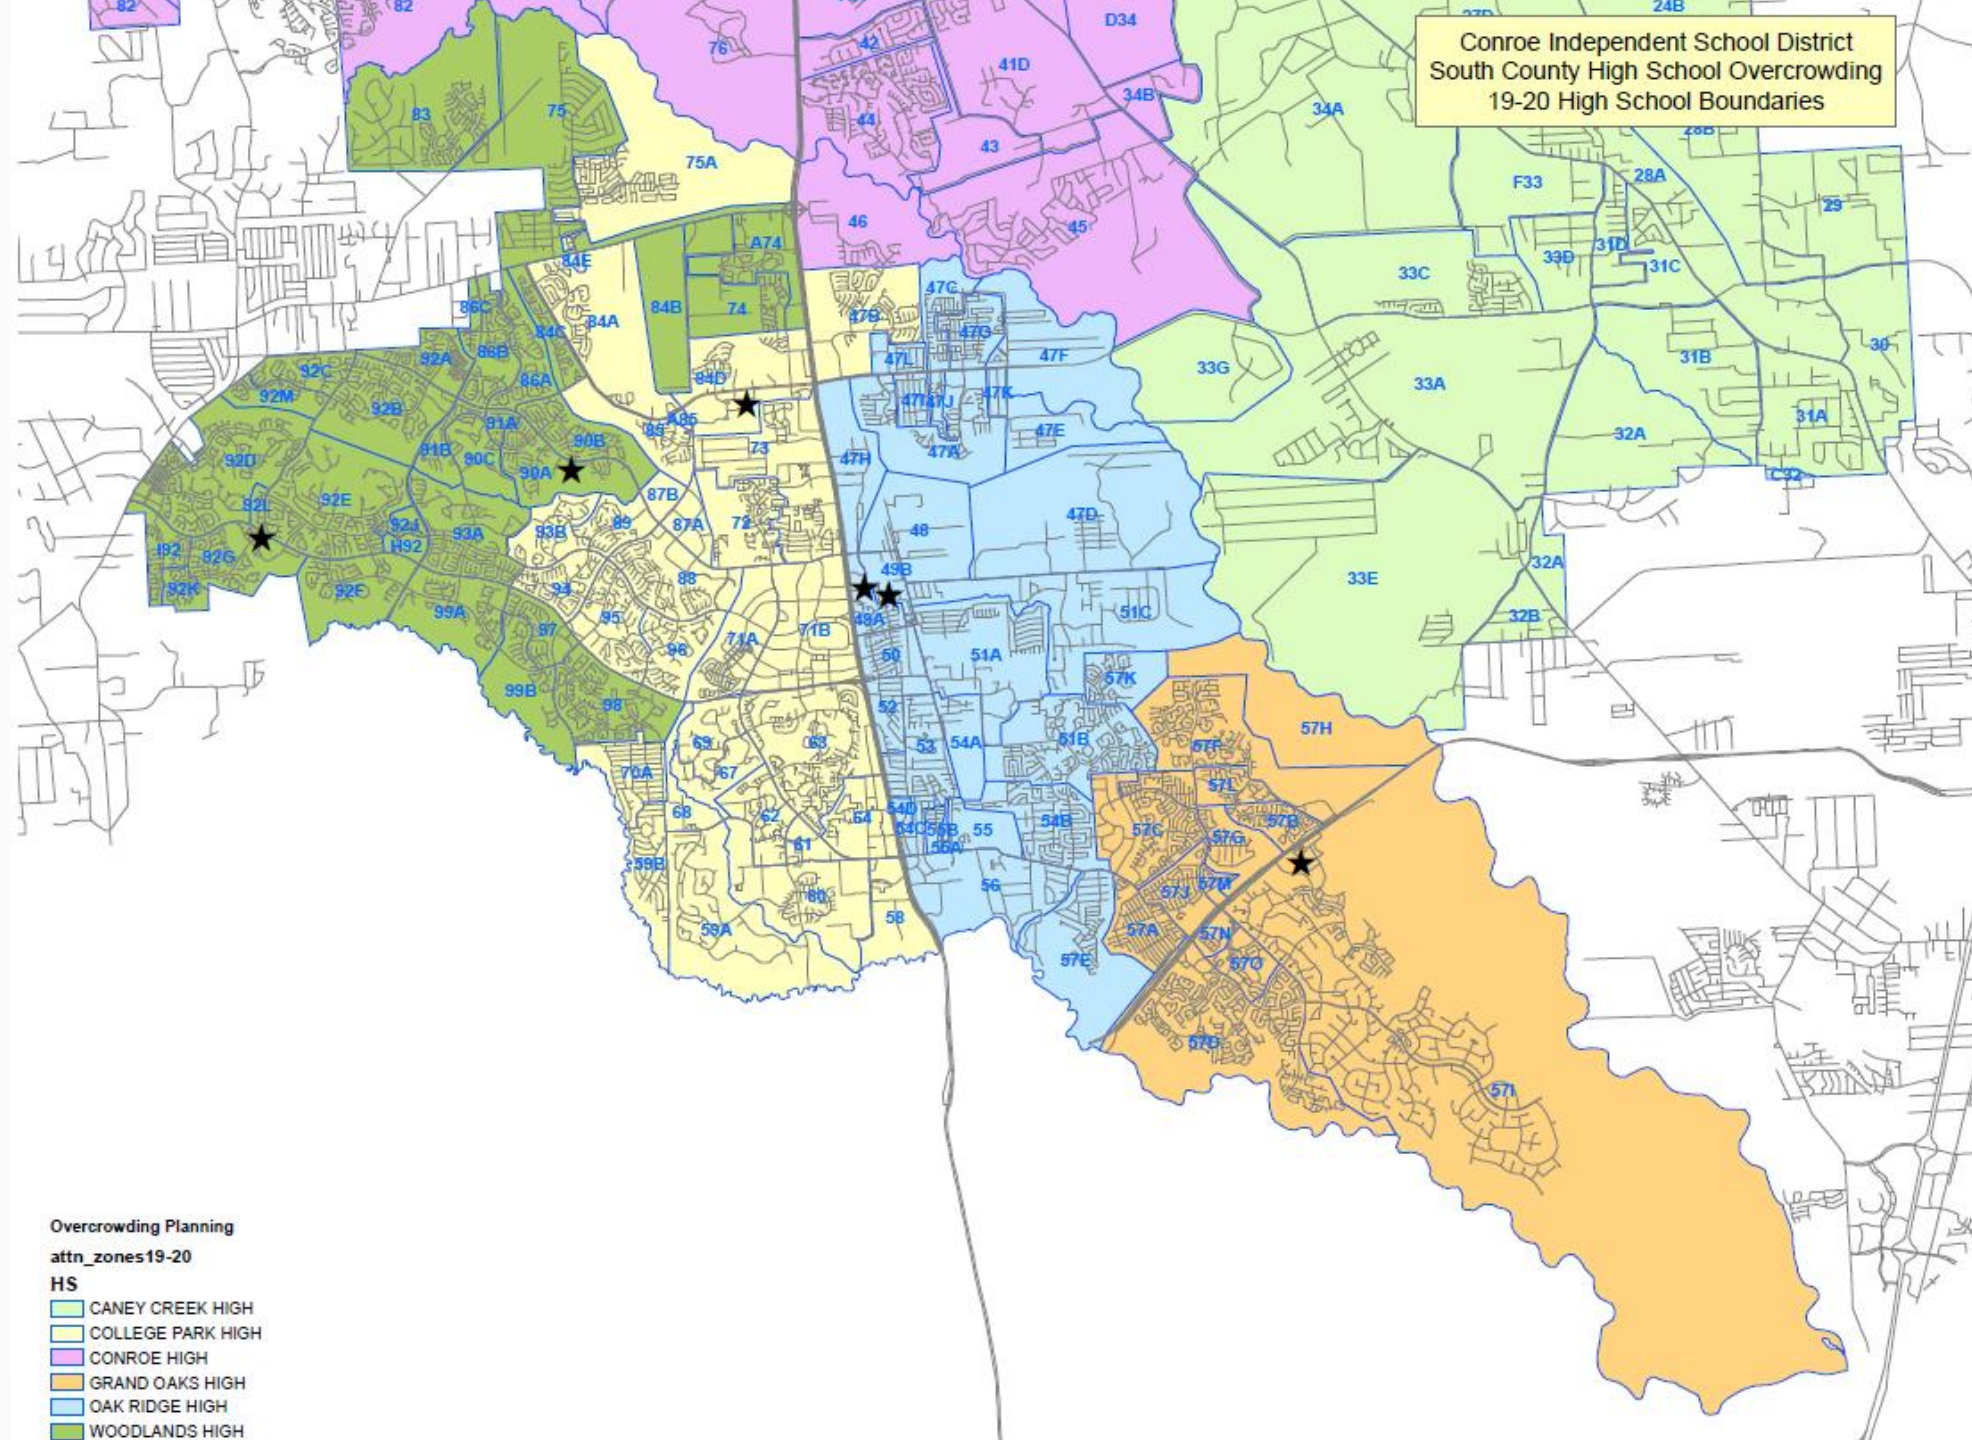 82
82
D34
27D
24B
42
76
41D
Conroe Independent School District
South County High School Overcrowding
19-20 High School Boundaries
34B
34A
83
75
44
28B
43
75A
F33
28A
29
46
45
A74
31D
33D
31C
84E
33C
47C
86C
84B
74
47B
84A
84C
47G
30
86B
92A
47L
47F
31B
92C
33G
86A
84D
33A
92M
47K
92B
47I
47J
31A
91A
A85
85
47E
32A
90B
73
91B
47A
92D
90C
47H
90A
C32
87B
92E
92L
47D
92J
89
87A
72
48
93B
93A
H92
I92
92G
49B
32A
88
33E
92K
92F
94
99A
51C
95
49A
32B
97
71B
71A
96
50
51A
57K
99B
98
52
57H
69
63
53
54A
51B
57F
67
70A
57L
54D
68
62
64
57B
54C
55B
55
54B
57C
57G
61
55A
59B
56
57M
57J
60
58
59A
57A
57N
57E
57O
57D
57I
Overcrowding Planning
attn_zones19-20
HS
CANEY CREEK HIGH
COLLEGE PARK HIGH
CONROE HIGH
GRAND OAKS HIGH
OAK RIDGE HIGH
WOODLANDS HIGH